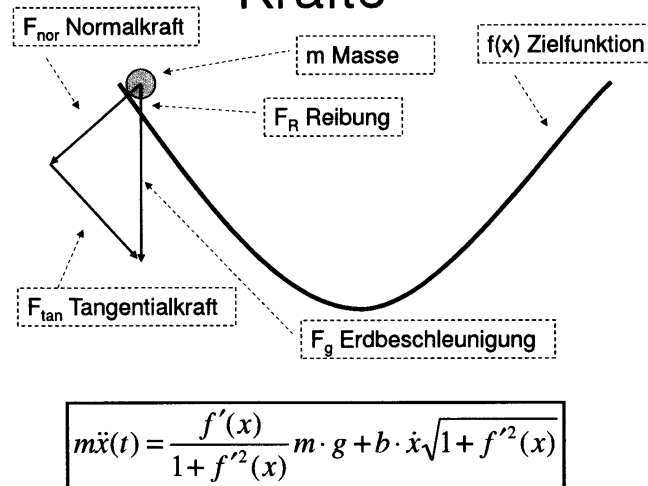 Kräfte
F_nor Normalkraft
m Masse
f(x) Zielfunktion
F_R Reibung
F_tan Tangentialkraft
F_g Erdbeschleunigung
mẍ(t) = f′(x) / (1 + f′²(x)) m · g + b · ẋ√(1 + f′²(x))